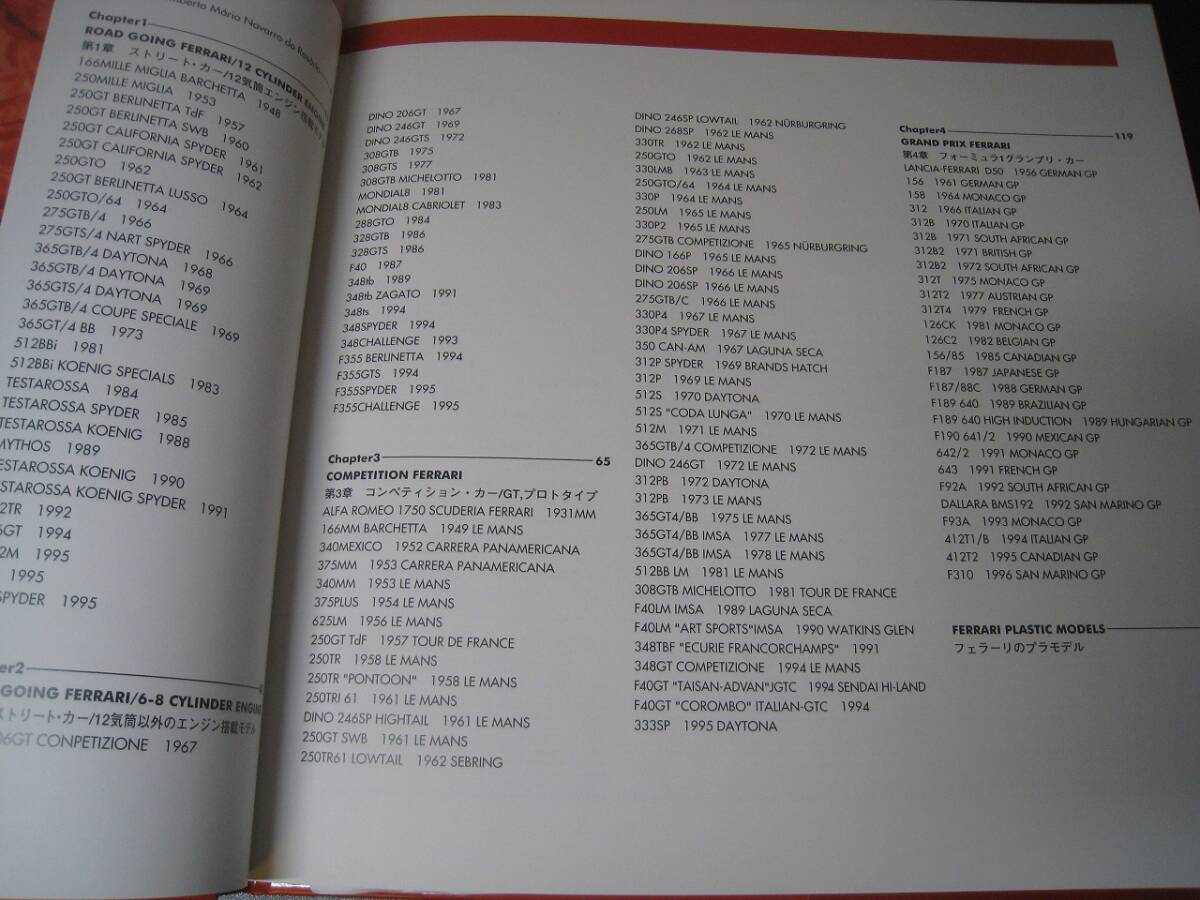 Mário Navarro do Rosário
Chapter1
ROAD GOING FERRARI/12 CYLINDER ENGINE
第1章 ストリート・カー/12気筒エンジン搭載モデル
166MILLE MIGLIA BARCHETTA 1948
250MILLE MIGLIA 1953
250GT BERLINETTA TdF 1957
250GT BERLINETTA SWB 1960
250GT CALIFORNIA SPYDER 1961
250GT CALIFORNIA SPYDER 1962
250GTO 1962
250GT BERLINETTA LUSSO 1964
250GTO/64 1964
275GTB/4 1966
275GTS/4 NART SPYDER 1966
365GTB/4 DAYTONA 1968
365GTB/4 DAYTONA 1969
365GTS/4 DAYTONA 1969
365GTB/4 COUPE SPECIALE 1969
365GT/4 BB 1973
512BBi 1981
512BBi KOENIG SPECIALS 1983
TESTAROSSA 1984
TESTAROSSA SPYDER 1985
TESTAROSSA KOENIG 1988
MYTHOS 1989
ESTAROSSA KOENIG 1990
STAROSSA KOENIG SPYDER 1991
2TR 1992
6GT 1994
2M 1995
1995
SPYDER 1995
er2
GOING FERRARI/6-8 CYLINDER ENGINE
ストリート・カー/12気筒以外のエンジン搭載モデル
06GT CONPETIZIONE 1967
DINO 206GT 1967
DINO 246GT 1969
DINO 246GTS 1972
308GTB 1975
308GTS 1977
308GTB MICHELOTTO 1981
MONDIAL8 1981
MONDIAL8 CABRIOLET 1983
288GTO 1984
328GTB 1986
328GTS 1986
F40 1987
348tb 1989
348tb ZAGATO 1991
348ts 1994
348SPYDER 1994
348CHALLENGE 1993
F355 BERLINETTA 1994
F355GTS 1994
F355SPYDER 1995
F355CHALLENGE 1995
Chapter3 65
COMPETITION FERRARI
第3章 コンペティション・カー/GT,プロトタイプ
ALFA ROMEO 1750 SCUDERIA FERRARI 1931MM
166MM BARCHETTA 1949 LE MANS
340MEXICO 1952 CARRERA PANAMERICANA
375MM 1953 CARRERA PANAMERICANA
340MM 1953 LE MANS
375PLUS 1954 LE MANS
625LM 1956 LE MANS
250GT TdF 1957 TOUR DE FRANCE
250TR 1958 LE MANS
250TR "PONTOON" 1958 LE MANS
250TRI 61 1961 LE MANS
DINO 246SP HIGHTAIL 1961 LE MANS
250GT SWB 1961 LE MANS
250TR61 LOWTAIL 1962 SEBRING
DINO 246SP LOWTAIL 1962 NÜRBURGRING
DINO 268SP 1962 LE MANS
330TR 1962 LE MANS
250GTO 1962 LE MANS
330LMB 1963 LE MANS
250GTO/64 1964 LE MANS
330P 1964 LE MANS
250LM 1965 LE MANS
330P2 1965 LE MANS
275GTB COMPETIZIONE 1965 NÜRBURGRING
DINO 166P 1965 LE MANS
DINO 206SP 1966 LE MANS
DINO 206SP 1966 LE MANS
275GTB/C 1966 LE MANS
330P4 1967 LE MANS
330P4 SPYDER 1967 LE MANS
350 CAN-AM 1967 LAGUNA SECA
312P SPYDER 1969 BRANDS HATCH
312P 1969 LE MANS
512S 1970 DAYTONA
512S "CODA LUNGA" 1970 LE MANS
512M 1971 LE MANS
365GTB/4 COMPETIZIONE 1972 LE MANS
DINO 246GT 1972 LE MANS
312PB 1972 DAYTONA
312PB 1973 LE MANS
365GT4/BB 1975 LE MANS
365GT4/BB IMSA 1977 LE MANS
365GT4/BB IMSA 1978 LE MANS
512BB LM 1981 LE MANS
308GTB MICHELOTTO 1981 TOUR DE FRANCE
F40LM IMSA 1989 LAGUNA SECA
F40LM "ART SPORTS"IMSA 1990 WATKINS GLEN
348TBF "ECURIE FRANCORCHAMPS" 1991
348GT COMPETIZIONE 1994 LE MANS
F40GT "TAISAN-ADVAN"JGTC 1994 SENDAI HI-LAND
F40GT "COROMBO" ITALIAN-GTC 1994
333SP 1995 DAYTONA
Chapter4 119
GRAND PRIX FERRARI
第4章 フォーミュラ1グランプリ・カー
LANCIA-FERRARI D50 1956 GERMAN GP
156 1961 GERMAN GP
158 1964 MONACO GP
312 1966 ITALIAN GP
312B 1970 ITALIAN GP
312B 1971 SOUTH AFRICAN GP
312B2 1971 BRITISH GP
312B2 1972 SOUTH AFRICAN GP
312T 1975 MONACO GP
312T2 1977 AUSTRIAN GP
312T4 1979 FRENCH GP
126CK 1981 MONACO GP
126C2 1982 BELGIAN GP
156/85 1985 CANADIAN GP
F187 1987 JAPANESE GP
F187/88C 1988 GERMAN GP
F189 640 1989 BRAZILIAN GP
F189 640 HIGH INDUCTION 1989 HUNGARIAN GP
F190 641/2 1990 MEXICAN GP
642/2 1991 MONACO GP
643 1991 FRENCH GP
F92A 1992 SOUTH AFRICAN GP
DALLARA BMS192 1992 SAN MARINO GP
F93A 1993 MONACO GP
412T1/B 1994 ITALIAN GP
412T2 1995 CANADIAN GP
F310 1996 SAN MARINO GP
FERRARI PLASTIC MODELS
フェラーリのプラモデル